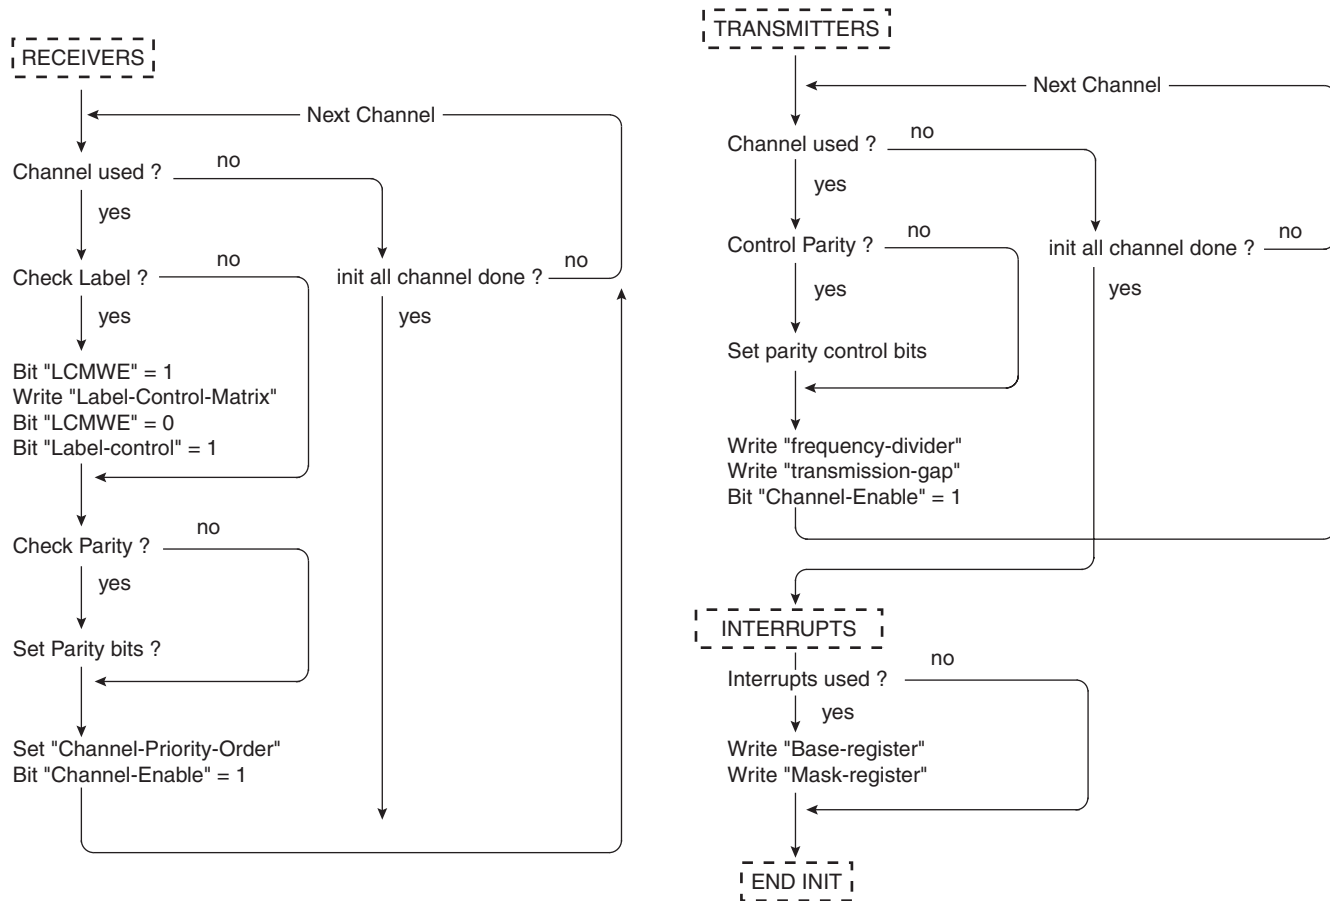 RECEIVERS
Next Channel
Channel used ?
no
yes
Check Label ?
no
init all channel done ?
no
yes
yes
Bit "LCMWE" = 1
Write "Label-Control-Matrix"
Bit "LCMWE" = 0
Bit "Label-control" = 1
Check Parity ?
no
yes
Set Parity bits ?
Set "Channel-Priority-Order"
Bit "Channel-Enable" = 1
TRANSMITTERS
Next Channel
Channel used ?
no
yes
Control Parity ?
no
init all channel done ?
no
yes
yes
Set parity control bits
Write "frequency-divider"
Write "transmission-gap"
Bit "Channel-Enable" = 1
INTERRUPTS
Interrupts used ?
no
yes
Write "Base-register"
Write "Mask-register"
END INIT